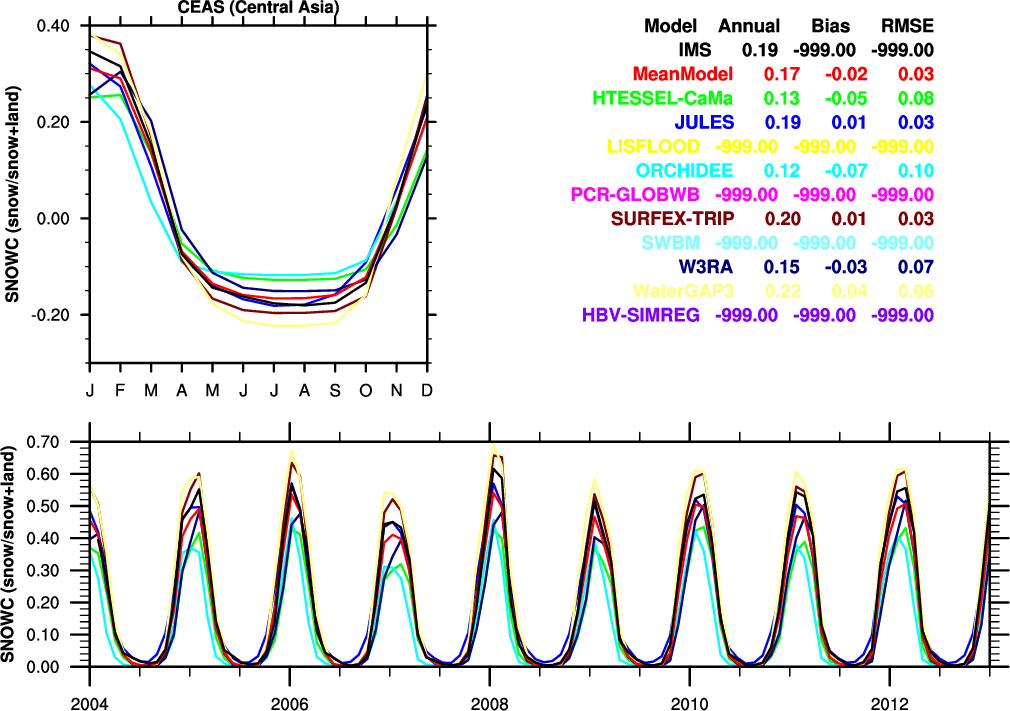 CEAS (Central Asia)
SNOWC (snow/snow+land)
0.40
0.20
0.00
-0.20
J F M A M J J A S O N D
Model Annual Bias RMSE
IMS 0.19 -999.00 -999.00
MeanModel 0.17 -0.02 0.03
HTESSEL-CaMa 0.13 -0.05 0.08
JULES 0.19 0.01 0.03
LISFLOOD -999.00 -999.00 -999.00
ORCHIDEE 0.12 -0.07 0.10
PCR-GLOBWB -999.00 -999.00 -999.00
SURFEX-TRIP 0.20 0.01 0.03
SWBM -999.00 -999.00 -999.00
W3RA 0.15 -0.03 0.07
WaterGAP3 0.22 0.04 0.06
HBV-SIMREG -999.00 -999.00 -999.00
SNOWC (snow/snow+land)
0.70
0.60
0.50
0.40
0.30
0.20
0.10
0.00
2004 2006 2008 2010 2012